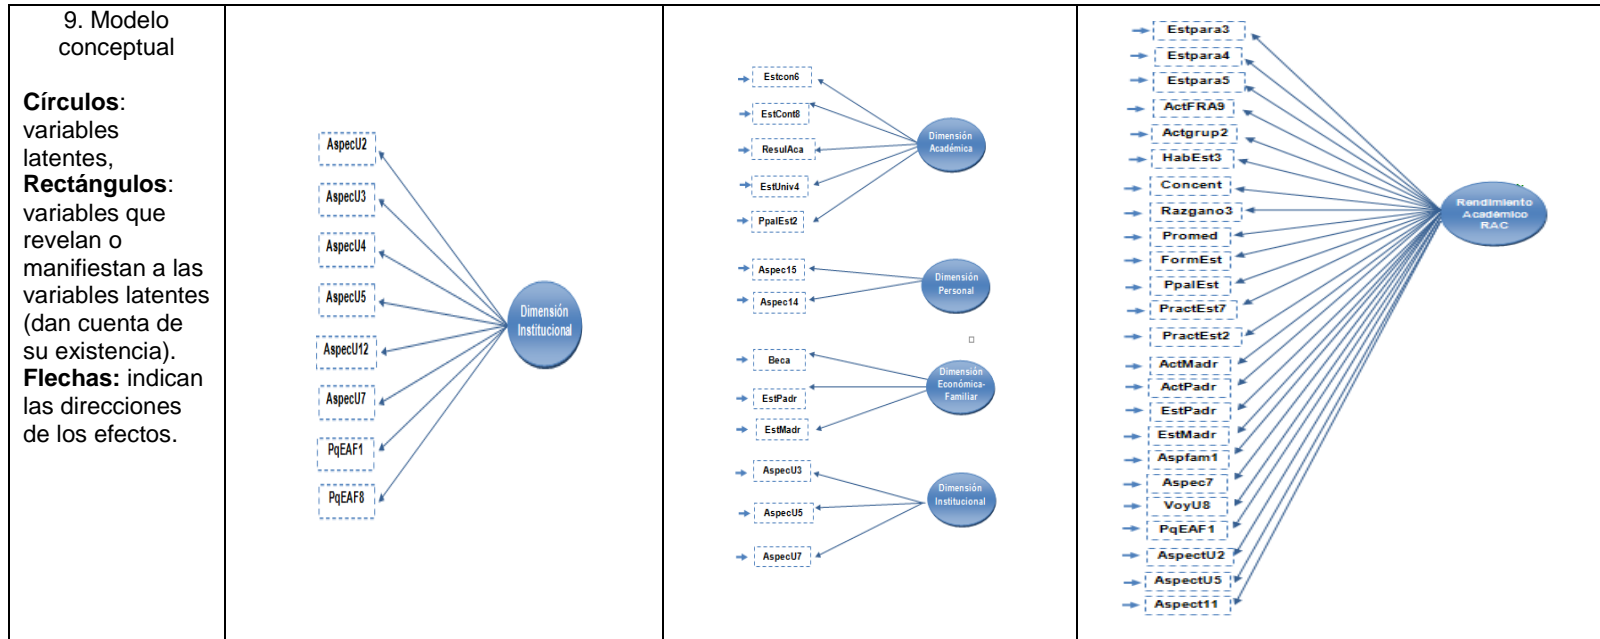 9. Modelo
conceptual
Círculos:
variables
latentes,
Rectángulos:
variables que
revelan o
manifiestan a las
variables latentes
(dan cuenta de
su existencia).
Flechas: indican
las direcciones
de los efectos.
AspecU2
AspecU3
AspecU4
AspecU5
AspecU12
AspecU7
PqEAF1
PqEAF8
Dimensión
Institucional
Estcon6
EstCont8
ResulAca
EstUniv4
PpalEst2
Dimensión
Académica
Aspec15
Aspec14
Dimensión
Personal
Beca
EstPadr
EstMadr
Dimensión
Económica-
Familiar
AspecU3
AspecU5
AspecU7
Dimensión
Institucional
Estpara3
Estpara4
Estpara5
ActFRA9
Actgrup2
HabEst3
Concent
Razgano3
Promed
FormEst
PpalEst
PractEst7
PractEst2
ActMadr
ActPadr
EstPadr
EstMadr
Aspfam1
Aspec7
VoyU8
PqEAF1
AspectU2
AspectU5
Aspect11
Rendimiento
Académico
RAC